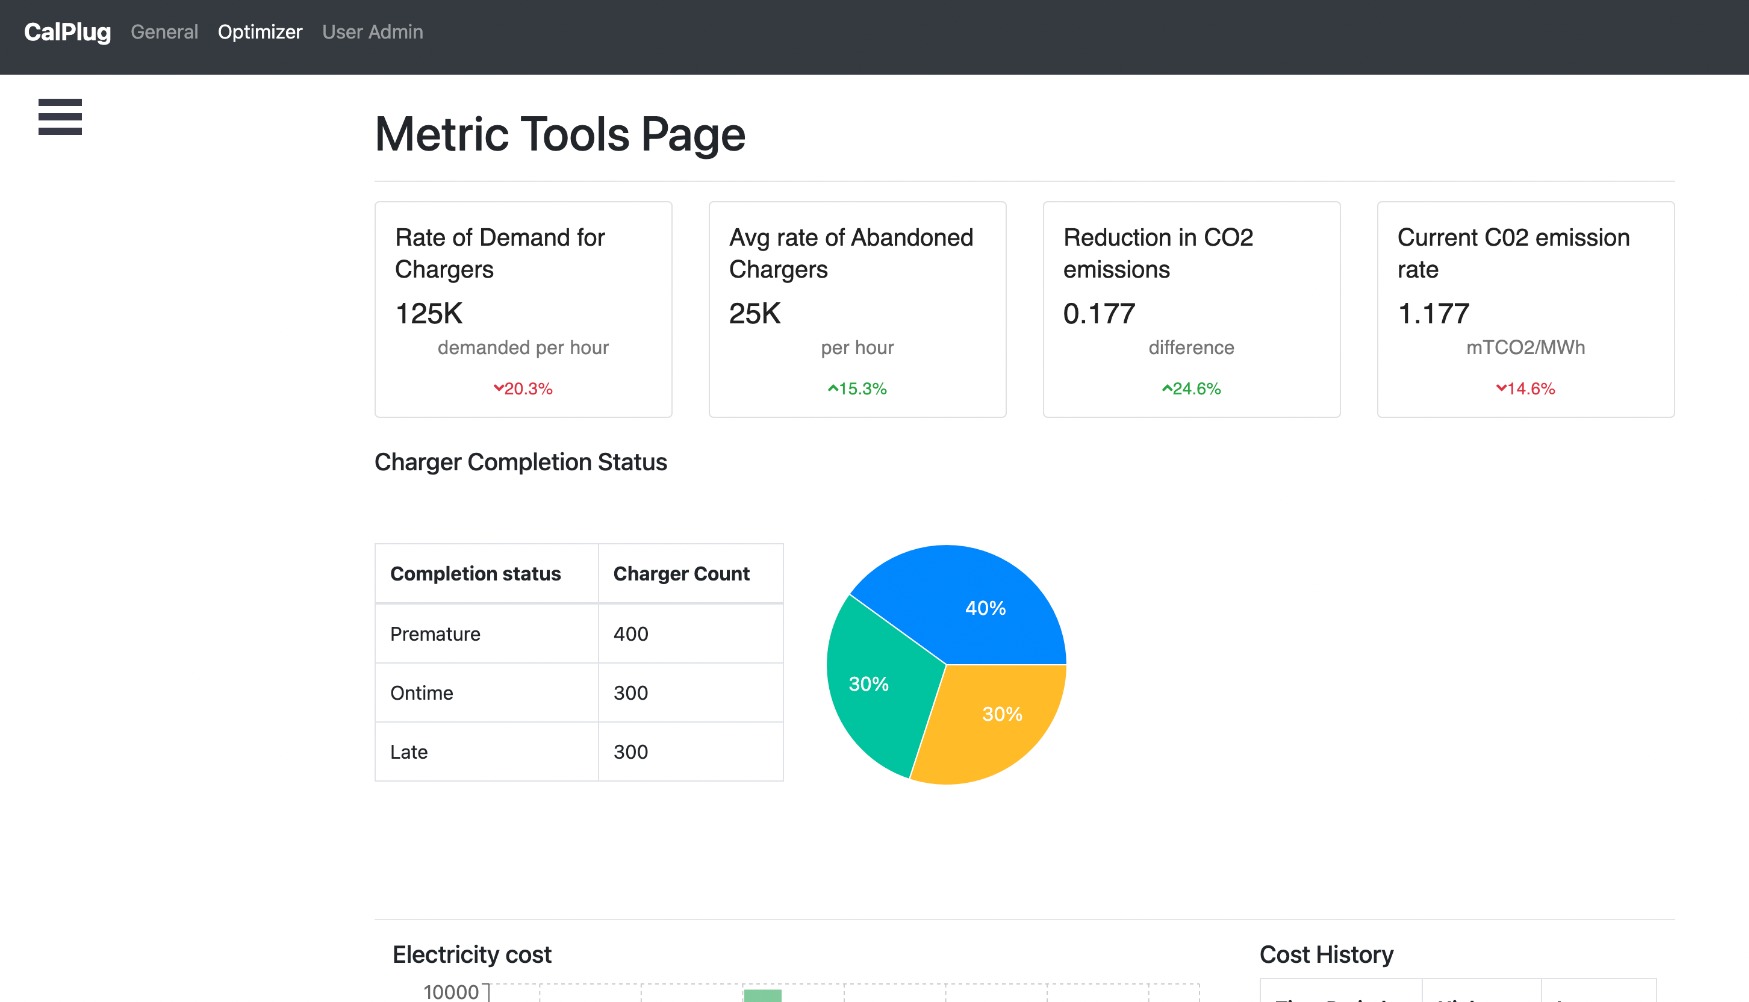 CalPlug General Optimizer User Admin
Metric Tools Page
Rate of Demand for
Chargers
125K
demanded per hour
20.3%
Avg rate of Abandoned
Chargers
25K
per hour
15.3%
Reduction in CO2
emissions
0.177
difference
24.6%
Current C02 emission
rate
1.177
mTCO2/MWh
14.6%
Charger Completion Status
Completion status Charger Count
Premature 400
Ontime 300
Late 300
40%
30%
30%
Electricity cost
10000
Cost History